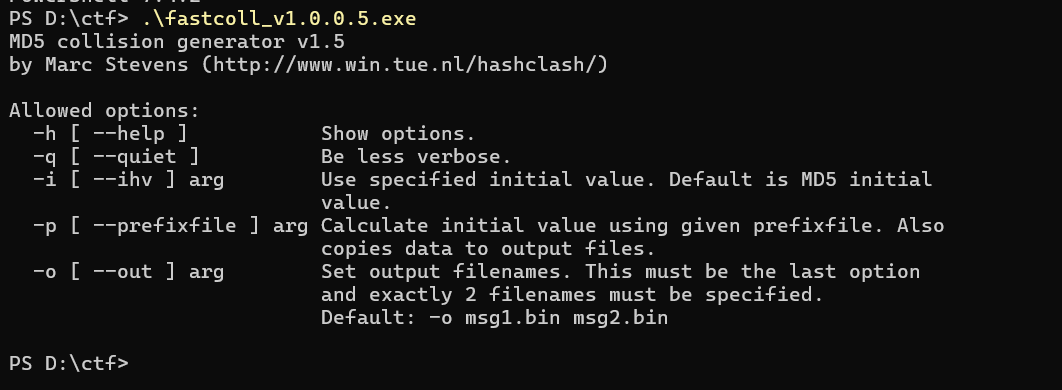 PS D:\ctf> .\fastcoll_v1.0.0.5.exe
MD5 collision generator v1.5
by Marc Stevens (http://www.win.tue.nl/hashclash/)
Allowed options:
  -h [ --help ]           Show options.
  -q [ --quiet ]          Be less verbose.
  -i [ --ihv ] arg        Use specified initial value. Default is MD5 initial
                          value.
  -p [ --prefixfile ] arg Calculate initial value using given prefixfile. Also
                          copies data to output files.
  -o [ --out ] arg        Set output filenames. This must be the last option
                          and exactly 2 filenames must be specified.
                          Default: -o msg1.bin msg2.bin
PS D:\ctf>